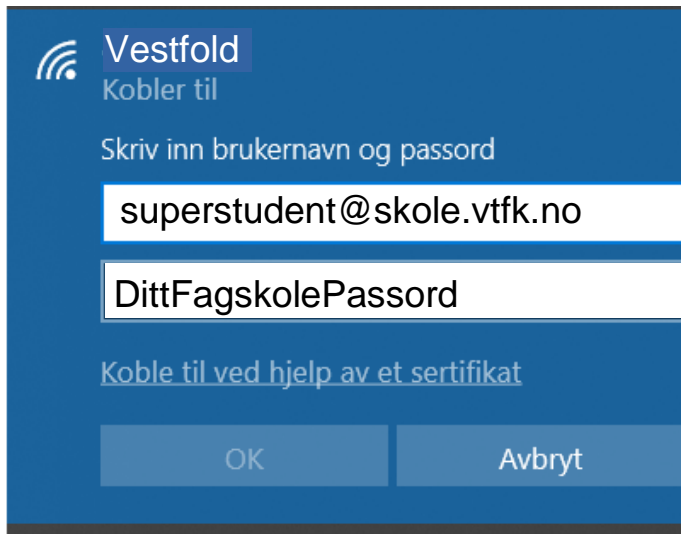 Vestfold
Kobler til
Skriv inn brukernavn og passord
superstudent@skole.vtfk.no
DittFagskolePassord
Koble til ved hjelp av et sertifikat
OK
Avbryt